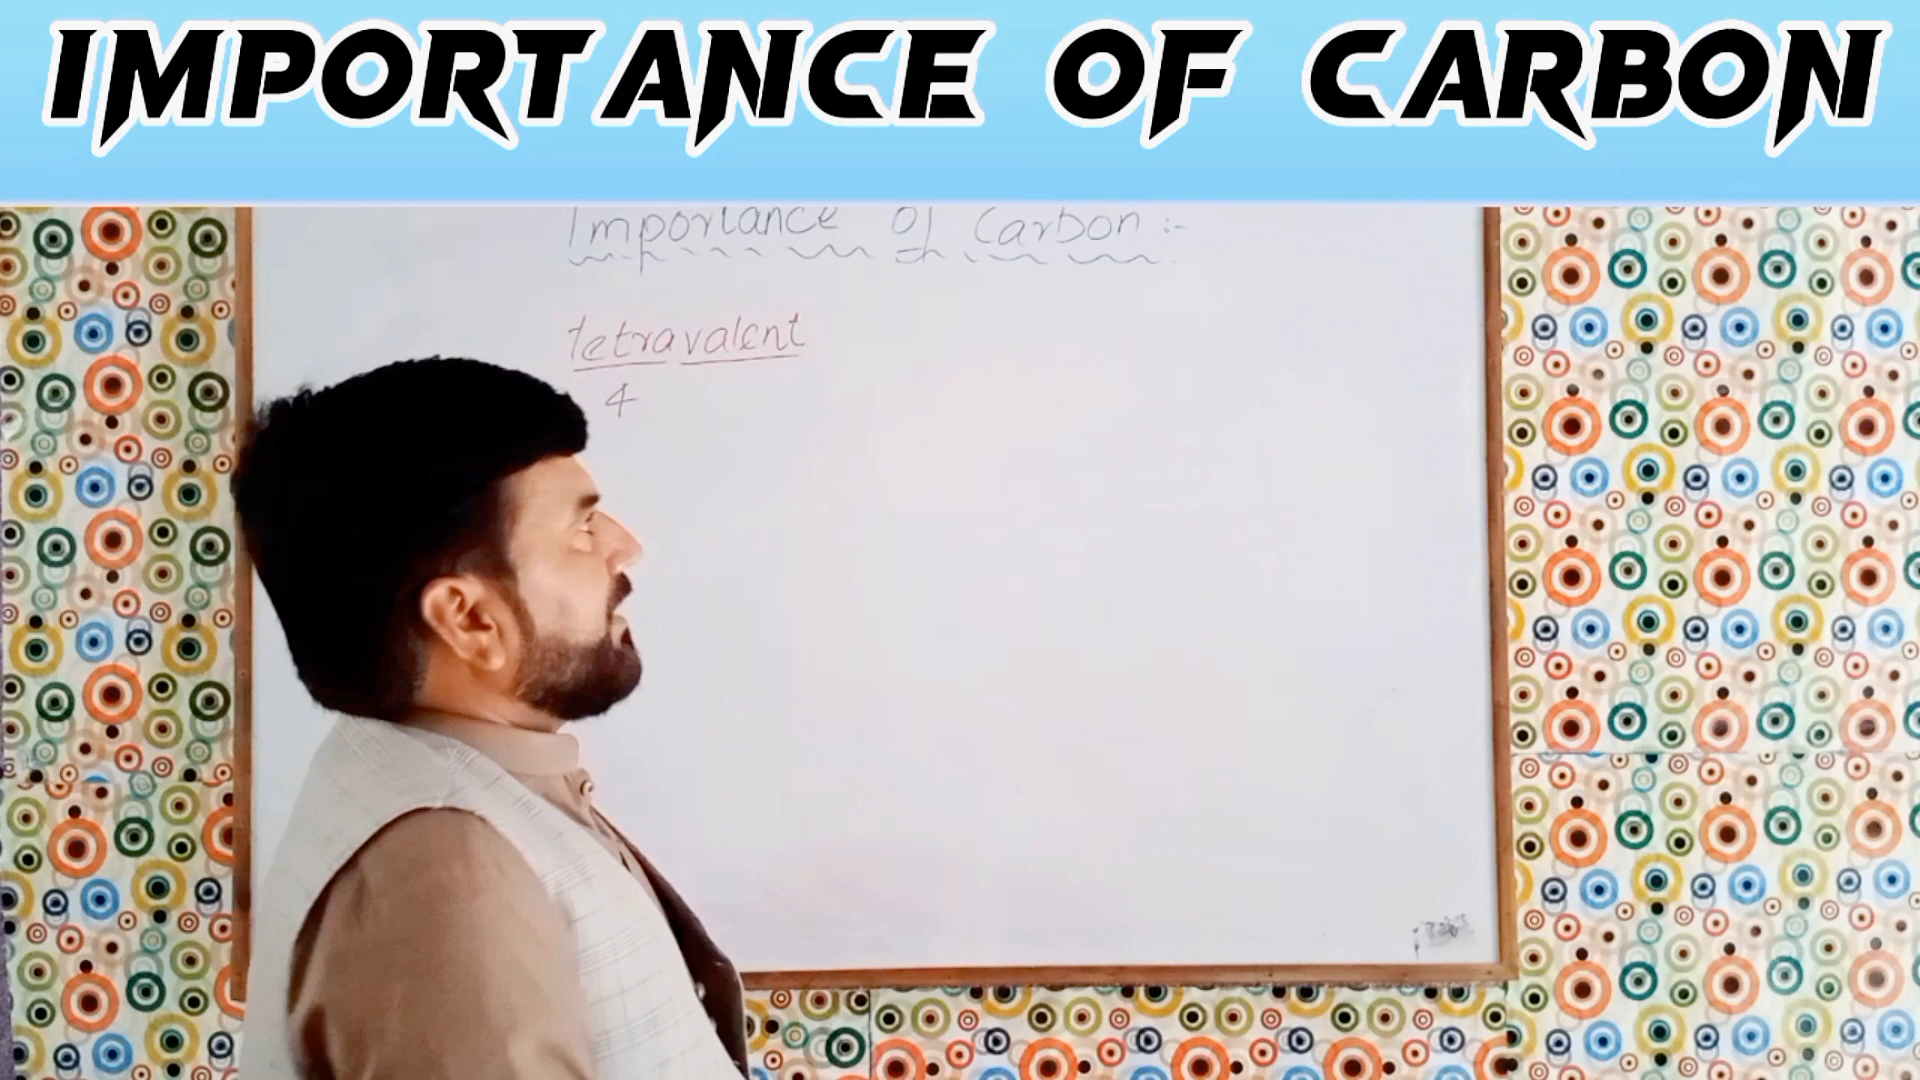 IMPORTANCE OF CARBON
Importance of Carbon :-
tetravalent
4